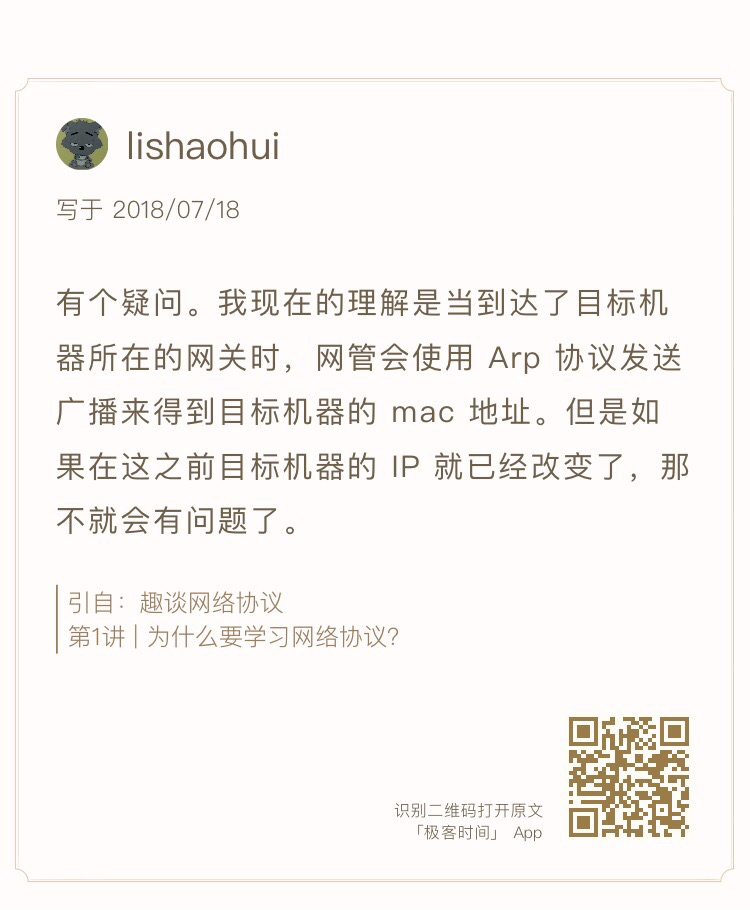 lishaohui
写于 2018/07/18
有个疑问。我现在的理解是当到达了目标机
器所在的网关时，网管会使用 Arp 协议发送
广播来得到目标机器的 mac 地址。但是如
果在这之前目标机器的 IP 就已经改变了，那
不就会有问题了。
引自：趣谈网络协议
第1讲 | 为什么要学习网络协议？
识别二维码打开原文
「极客时间」 App